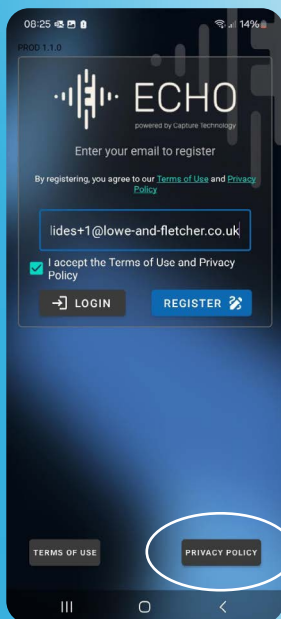 08:25
14%
PROD 1.1.0
ECHO
powered by Capture Technology
Enter your email to register
By registering, you agree to our Terms of Use and Privacy
Policy
lides+1@lowe-and-fletcher.co.uk
I accept the Terms of Use and Privacy
Policy
LOGIN
REGISTER
TERMS OF USE
PRIVACY POLICY